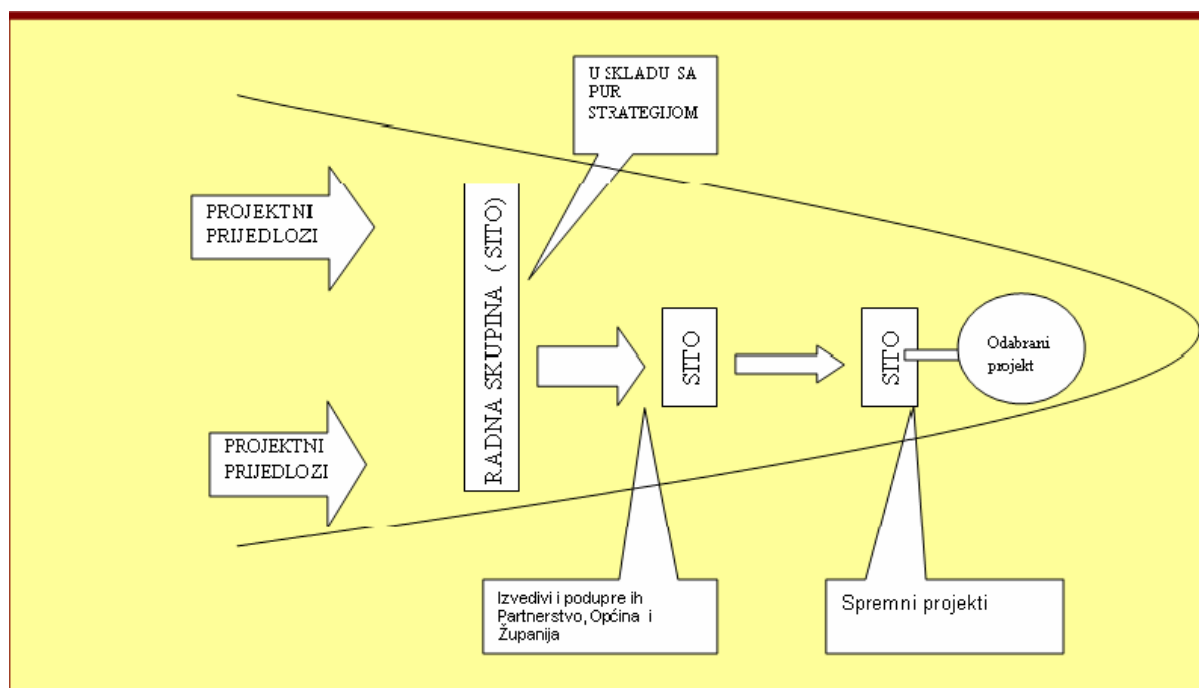 U SKLADU SA
PUR
STRATEGIJOM
PROJEKTNI
PRIJEDLOZI
RADNA SKUPINA ( SITO)
SITO
SITO
Odabrani
projekt
PROJEKTNI
PRIJEDLOZI
Izvedivi i podupre ih
Partnerstvo, Općina i
Županija
Spremni projekti